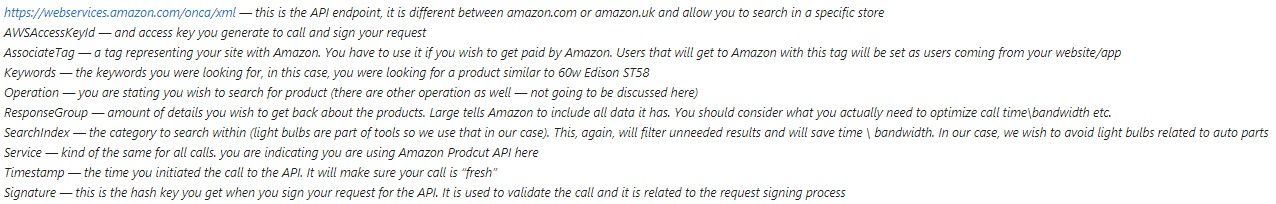 https://webservices.amazon.com/onca/xml — this is the API endpoint, it is different between amazon.com or amazon.uk and allow you to search in a specific store
AWSAccessKeyId — and access key you generate to call and sign your request
AssociateTag — a tag representing your site with Amazon. You have to use it if you wish to get paid by Amazon. Users that will get to Amazon with this tag will be set as users coming from your website/app
Keywords — the keywords you were looking for, in this case, you were looking for a product similar to 60w Edison ST58
Operation — you are stating you wish to search for product (there are other operation as well — not going to be discussed here)
ResponseGroup — amount of details you wish to get back about the products. Large tells Amazon to include all data it has. You should consider what you actually need to optimize call time\bandwidth etc.
SearchIndex — the category to search within (light bulbs are part of tools so we use that in our case). This, again, will filter unneeded results and will save time \ bandwidth. In our case, we wish to avoid light bulbs related to auto parts
Service — kind of the same for all calls. you are indicating you are using Amazon Prodcut API here
Timestamp — the time you initiated the call to the API. It will make sure your call is “fresh”
Signature — this is the hash key you get when you sign your request for the API. It is used to validate the call and it is related to the request signing process